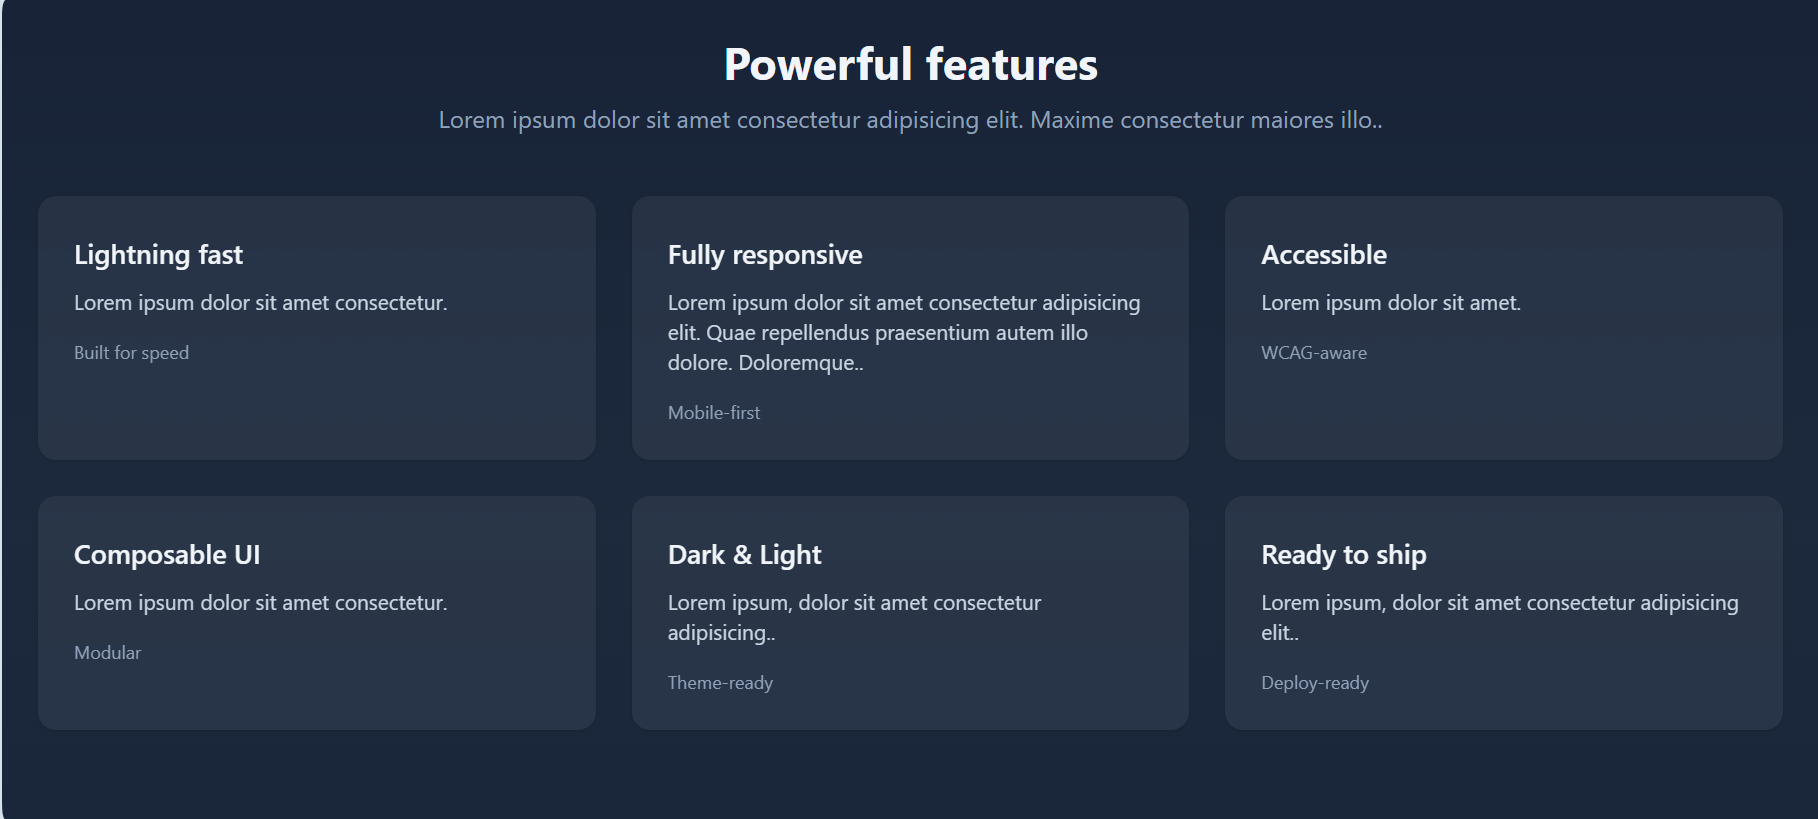 Powerful features
Lorem ipsum dolor sit amet consectetur adipisicing elit. Maxime consectetur maiores illo..
Lightning fast
Lorem ipsum dolor sit amet consectetur.
Built for speed
Fully responsive
Lorem ipsum dolor sit amet consectetur adipisicing
elit. Quae repellendus praesentium autem illo
dolore. Doloremque..
Mobile-first
Accessible
Lorem ipsum dolor sit amet.
WCAG-aware
Composable UI
Lorem ipsum dolor sit amet consectetur.
Modular
Dark & Light
Lorem ipsum, dolor sit amet consectetur
adipisicing..
Theme-ready
Ready to ship
Lorem ipsum, dolor sit amet consectetur adipisicing
elit..
Deploy-ready